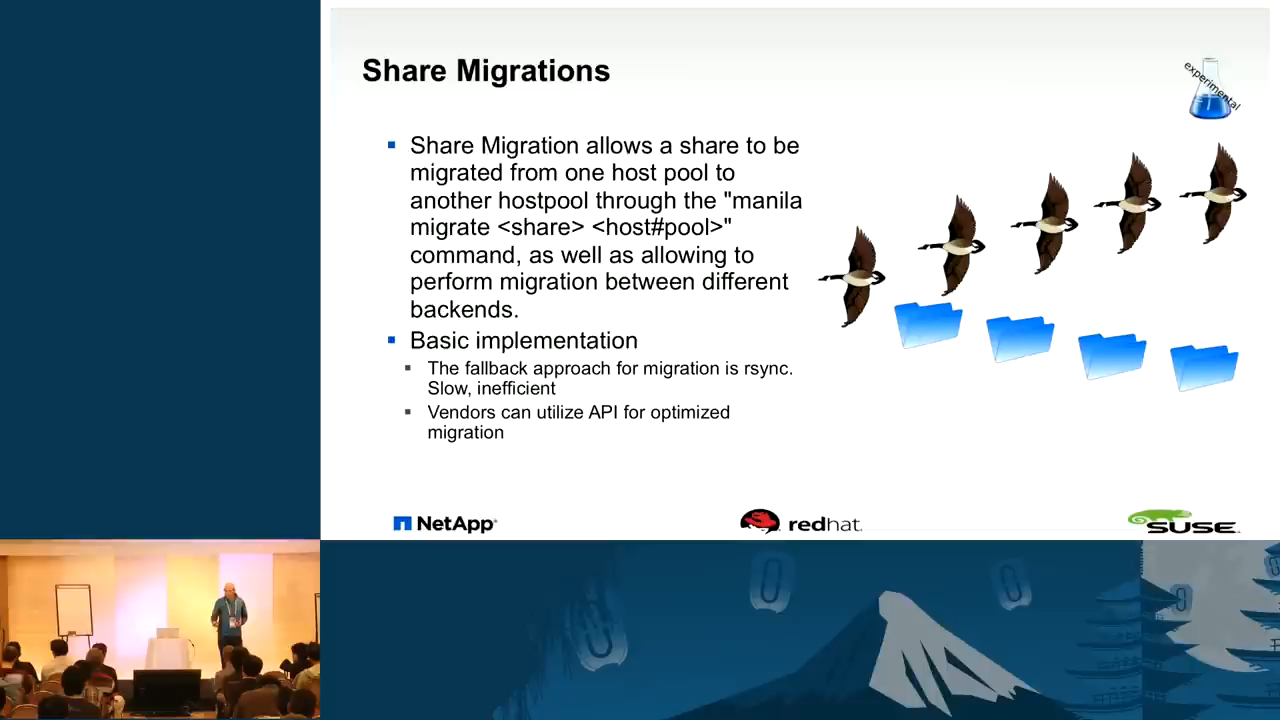 Share Migrations
experimental
Share Migration allows a share to be
migrated from one host pool to
another hostpool through the "manila
migrate <share> <host#pool>"
command, as well as allowing to
perform migration between different
backends.
Basic implementation
The fallback approach for migration is rsync.
Slow, inefficient
Vendors can utilize API for optimized
migration
NetApp
redhat.
SUSE